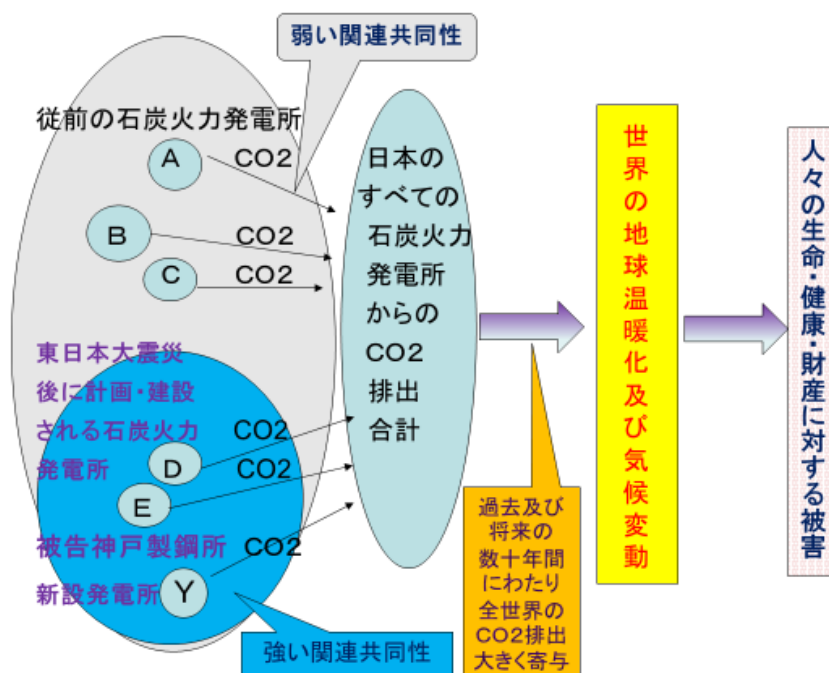 弱い関連共同性
従前の石炭火力発電所
A
CO2
B
CO2
C
CO2
東日本大震災
後に計画・建設
される石炭火力
発電所
CO2
D
CO2
E
被告神戸製鋼所
CO2
新設発電所
Y
強い関連共同性
日本の
すべての
石炭火力
発電所
からの
CO2
排出
合計
過去及び
将来の
数十年間
にわたり
全世界の
CO2排出
大きく寄与
世界の地球温暖化及び気候変動
人々の生命・健康・財産に対する被害